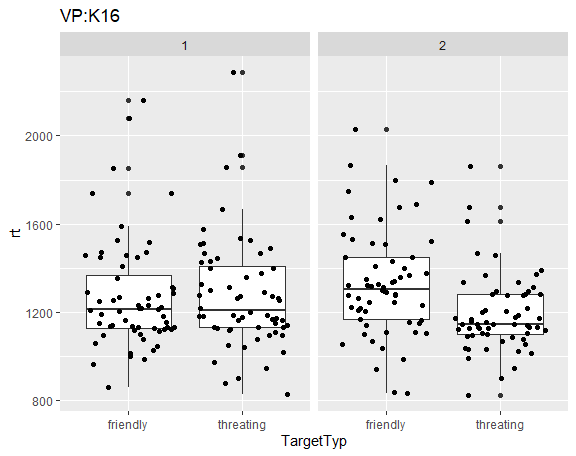 VP:K16
1
2
rt
2000
1600
1200
800
friendly
threating
friendly
threating
TargetTyp